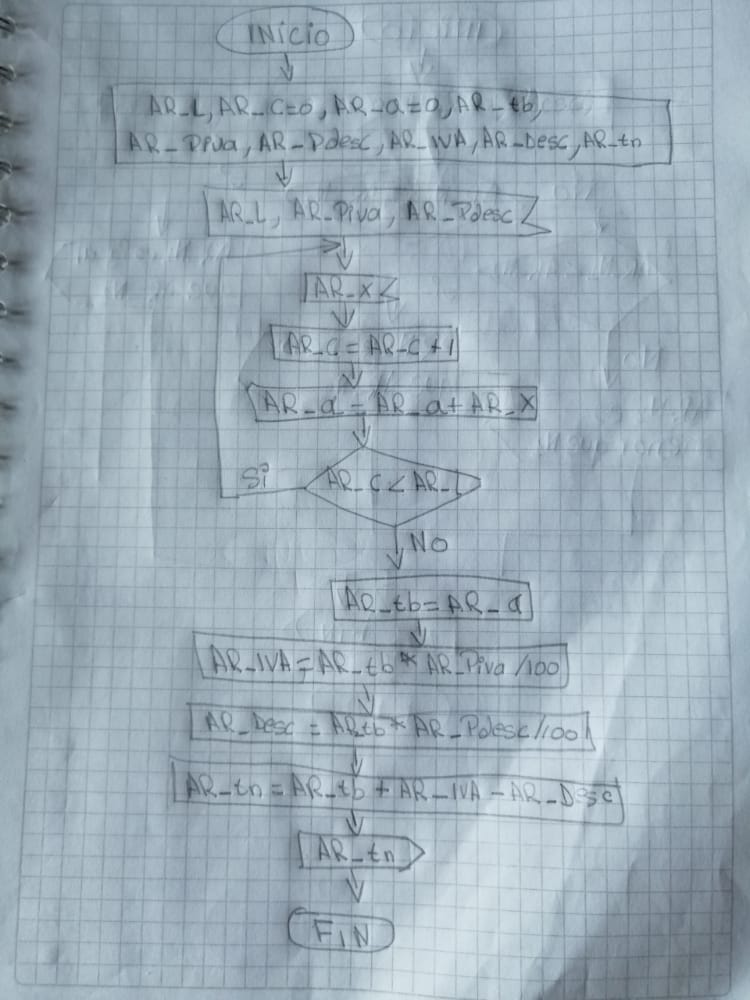 INICIO
AR_L, AR_C=0, AR_a=0, AR_tb,
AR_Piva, AR_Pdesc, AR_IVA, AR_Desc, AR_tn
AR_L, AR_Piva, AR_Pdesc
AR_X
AR_C = AR_C + 1
AR_a = AR_a + AR_X
Si
AR_C < AR_L
NO
AR_tb = AR_a
AR_IVA = AR_tb * AR_Piva /100
AR_Desc = ARtb * AR_Pdesc/100
AR_tn = AR_tb + AR_IVA - AR_Desc
AR_tn
FIN